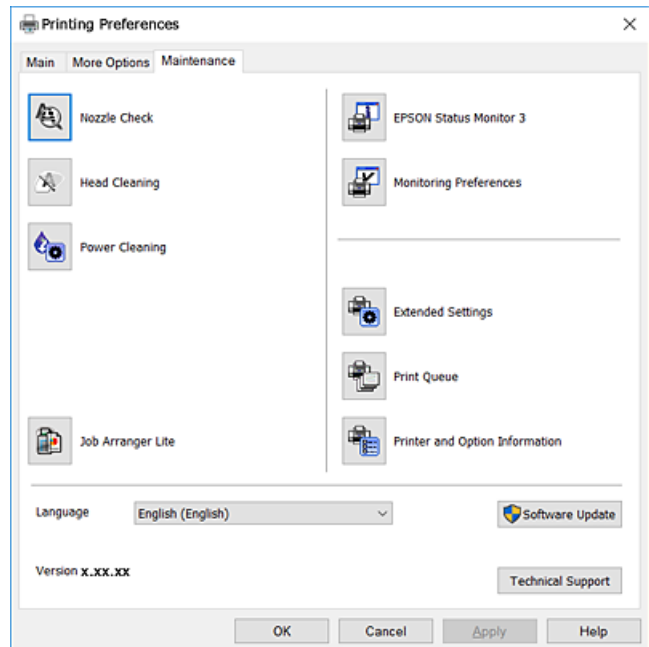 Printing Preferences
Main More Options Maintenance
Nozzle Check
EPSON Status Monitor 3
Head Cleaning
Monitoring Preferences
Power Cleaning
Extended Settings
Print Queue
Job Arranger Lite
Printer and Option Information
Language English (English) Software Update
Version x.xx.xx
Technical Support
OK Cancel Apply Help